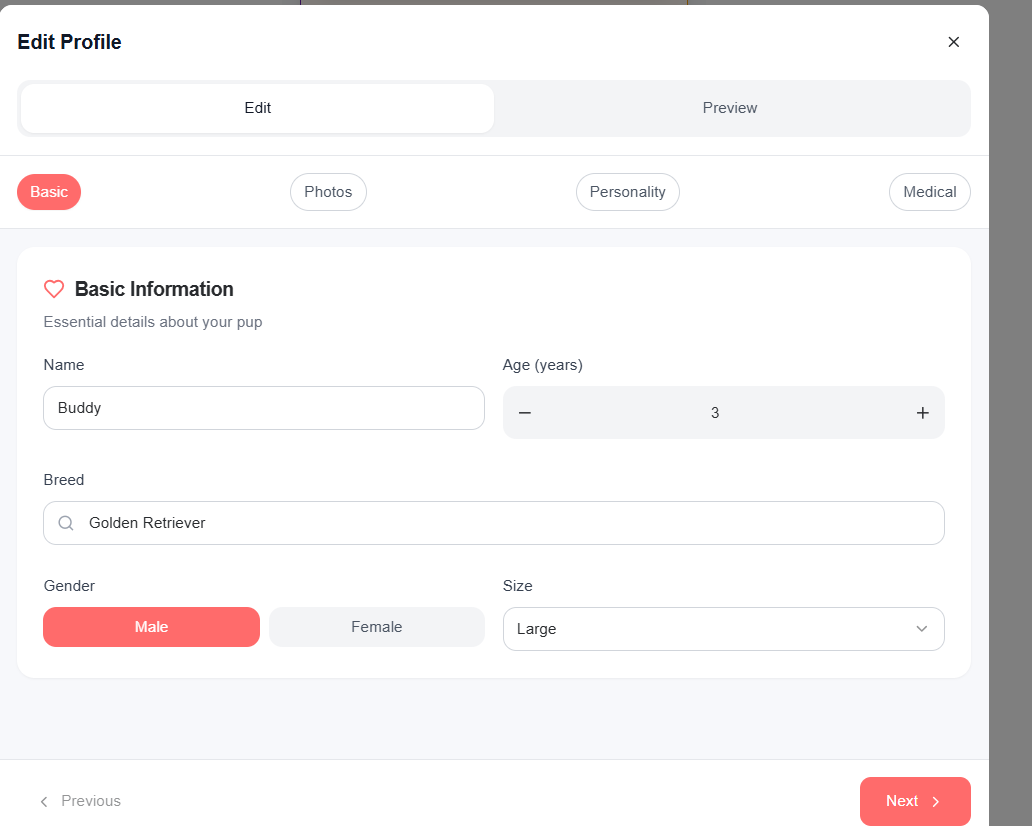 Edit Profile
Edit Preview
Basic Photos Personality Medical
Basic Information
Essential details about your pup
Name Age (years)
Buddy 3
Breed
Golden Retriever
Gender Size
Male Female Large
Previous Next